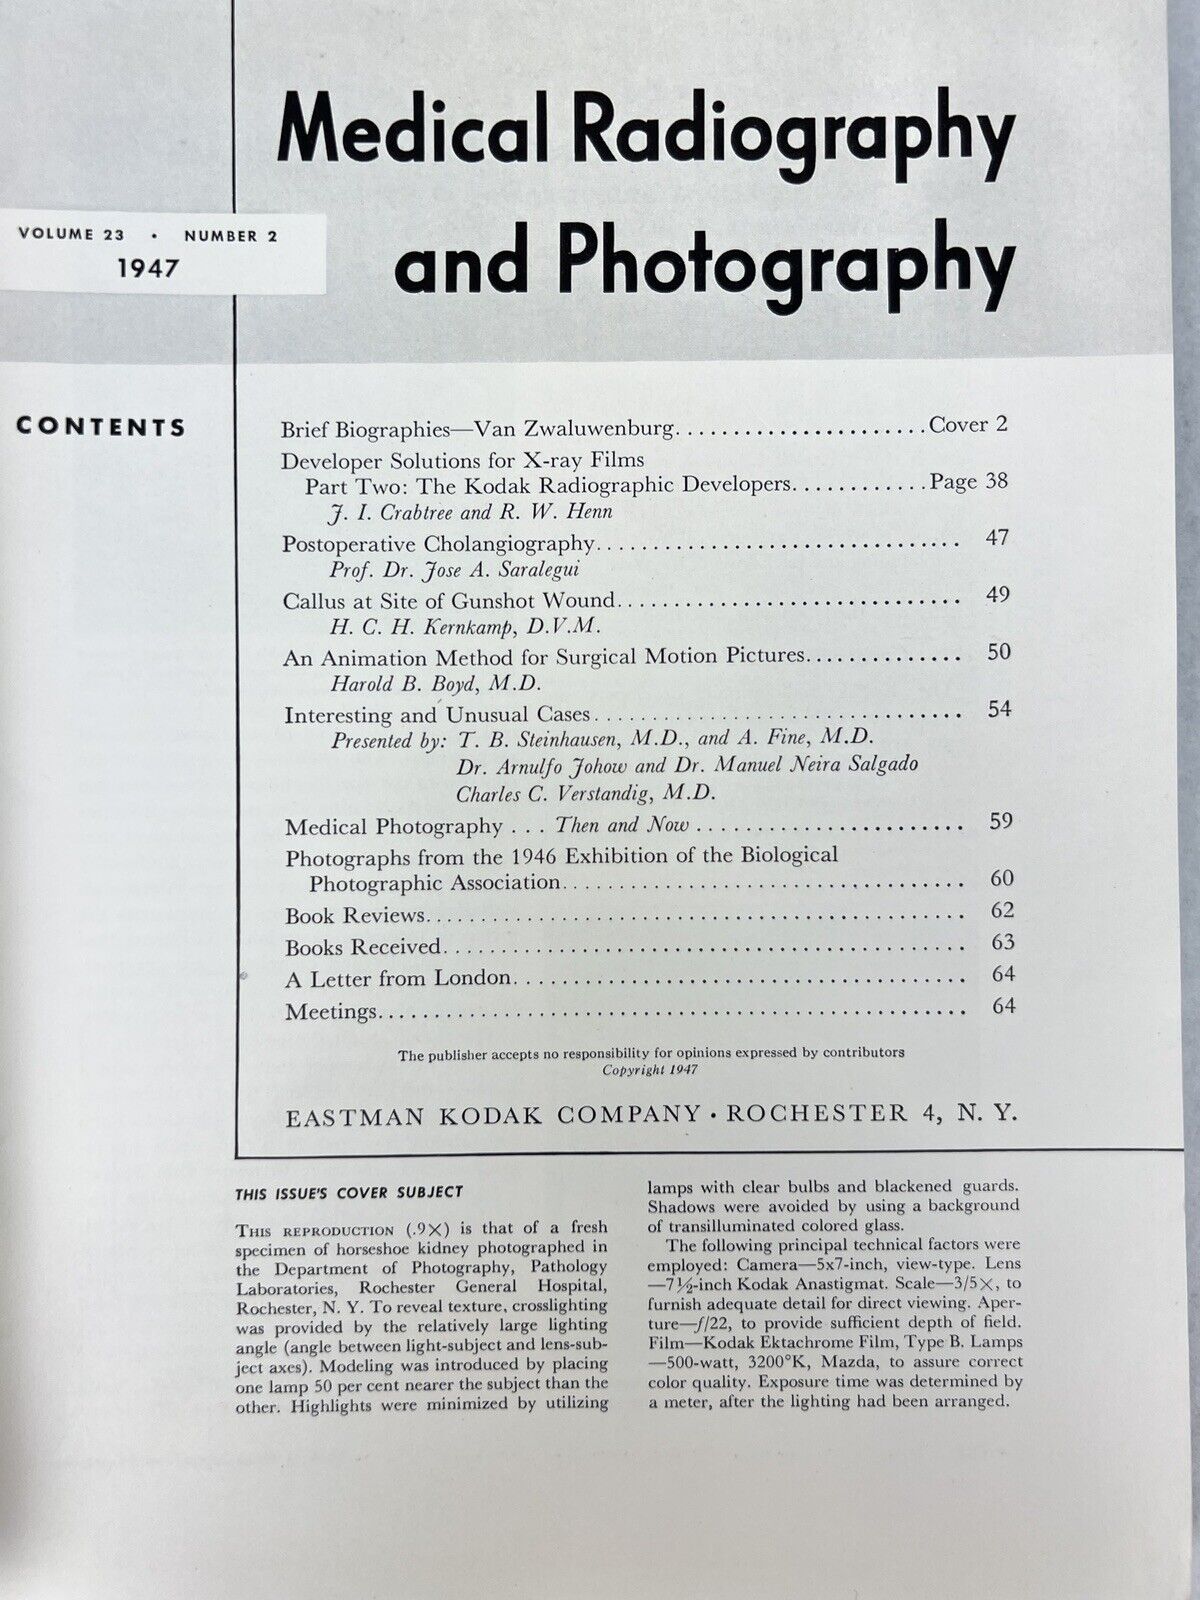 Medical Radiography
and Photography
VOLUME 23 • NUMBER 2
1947
CONTENTS
Brief Biographies—Van Zwaluwenburg. . . . . . . . . . . . . . . . . . . . . . .Cover 2
Developer Solutions for X-ray Films
Part Two: The Kodak Radiographic Developers. . . . . . . . . . . .Page 38
J. I. Crabtree and R. W. Henn
Postoperative Cholangiography. . . . . . . . . . . . . . . . . . . . . . . . . . . . . . . . 47
Prof. Dr. Jose A. Saralegui
Callus at Site of Gunshot Wound. . . . . . . . . . . . . . . . . . . . . . . . . . . . . . 49
H. C. H. Kernkamp, D.V.M.
An Animation Method for Surgical Motion Pictures. . . . . . . . . . . . . . 50
Harold B. Boyd, M.D.
Interesting and Unusual Cases. . . . . . . . . . . . . . . . . . . . . . . . . . . . . . . . 54
Presented by: T. B. Steinhausen, M.D., and A. Fine, M.D.
Dr. Arnulfo Johow and Dr. Manuel Neira Salgado
Charles C. Verstandig, M.D.
Medical Photography . . . Then and Now . . . . . . . . . . . . . . . . . . . . . . . 59
Photographs from the 1946 Exhibition of the Biological
Photographic Association. . . . . . . . . . . . . . . . . . . . . . . . . . . . . . . . . . . 60
Book Reviews. . . . . . . . . . . . . . . . . . . . . . . . . . . . . . . . . . . . . . . . . . . . . . 62
Books Received. . . . . . . . . . . . . . . . . . . . . . . . . . . . . . . . . . . . . . . . . . . . 63
A Letter from London. . . . . . . . . . . . . . . . . . . . . . . . . . . . . . . . . . . . . . . 64
Meetings. . . . . . . . . . . . . . . . . . . . . . . . . . . . . . . . . . . . . . . . . . . . . . . . . . 64
The publisher accepts no responsibility for opinions expressed by contributors
Copyright 1947
EASTMAN KODAK COMPANY • ROCHESTER 4, N. Y.
THIS ISSUE'S COVER SUBJECT
THIS REPRODUCTION (.9×) is that of a fresh
specimen of horseshoe kidney photographed in
the Department of Photography, Pathology
Laboratories, Rochester General Hospital,
Rochester, N. Y. To reveal texture, crosslighting
was provided by the relatively large lighting
angle (angle between light-subject and lens-sub-
ject axes). Modeling was introduced by placing
one lamp 50 per cent nearer the subject than the
other. Highlights were minimized by utilizing
lamps with clear bulbs and blackened guards.
Shadows were avoided by using a background
of transilluminated colored glass.
The following principal technical factors were
employed: Camera—5x7-inch, view-type. Lens
—7½-inch Kodak Anastigmat. Scale—3/5×, to
furnish adequate detail for direct viewing. Aper-
ture—f/22, to provide sufficient depth of field.
Film—Kodak Ektachrome Film, Type B. Lamps
—500-watt, 3200°K, Mazda, to assure correct
color quality. Exposure time was determined by
a meter, after the lighting had been arranged.